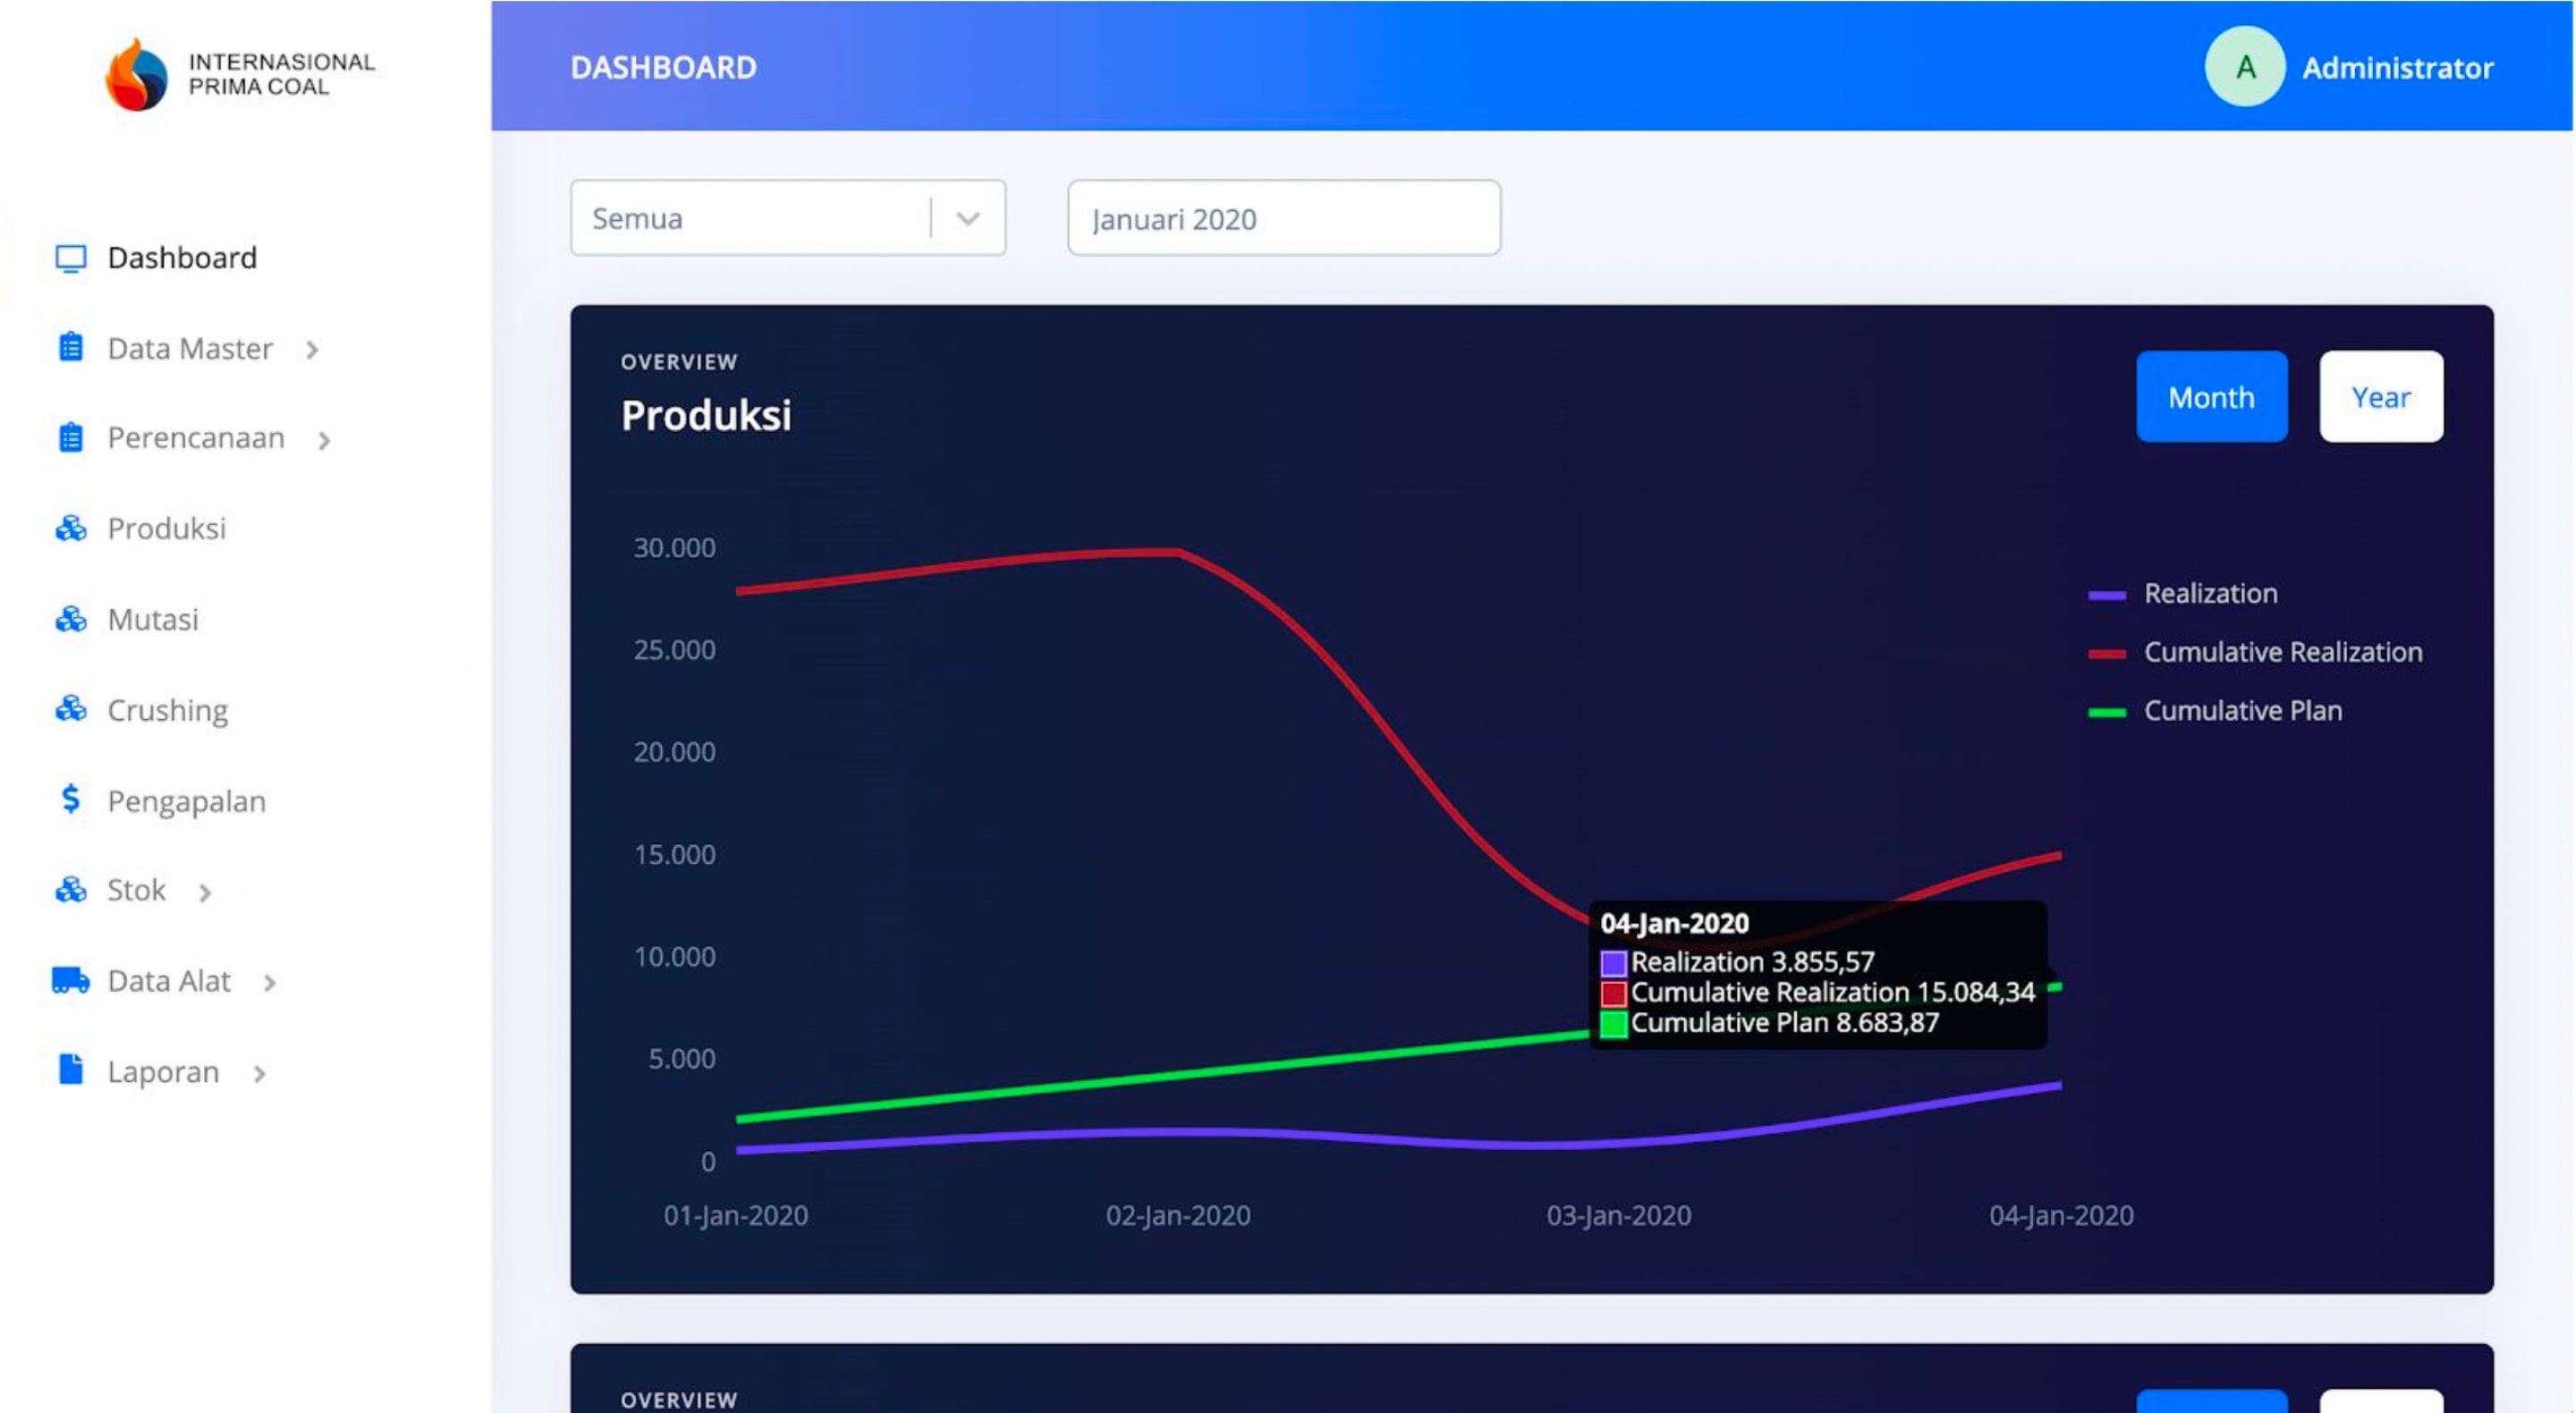 INTERNASIONAL
PRIMA COAL
DASHBOARD
A
Administrator
Dashboard
Data Master
Perencanaan
Produksi
Mutasi
Crushing
Pengapalan
Stok
Data Alat
Laporan
Semua
Januari 2020
OVERVIEW
Produksi
Month
Year
30.000
25.000
20.000
15.000
10.000
5.000
0
01-Jan-2020
02-Jan-2020
03-Jan-2020
04-Jan-2020
Realization
Cumulative Realization
Cumulative Plan
04-Jan-2020
Realization 3.855,57
Cumulative Realization 15.084,34
Cumulative Plan 8.683,87
OVERVIEW